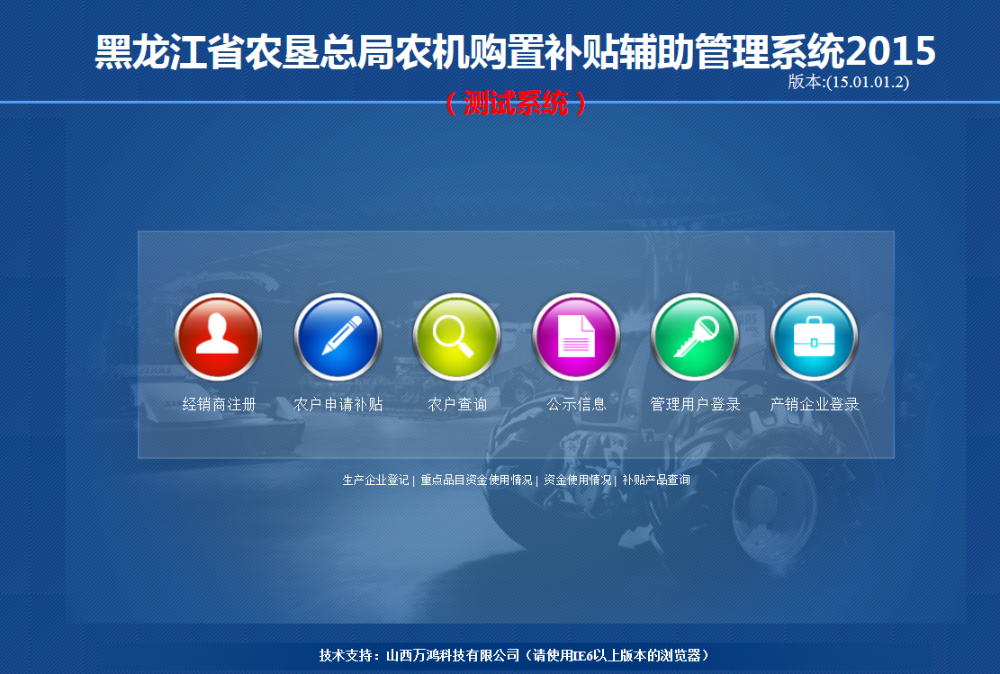 黑龙江省农垦总局农机购置补贴辅助管理系统2015
版本:(15.01.01.2)
（测试系统）
经销商注册 农户申请补贴 农户查询 公示信息 管理用户登录 产销企业登录
生产企业登记 | 重点品目资金使用情况 | 资金使用情况 | 补贴产品查询
技术支持：山西万鸿科技有限公司（请使用IE6以上版本的浏览器）